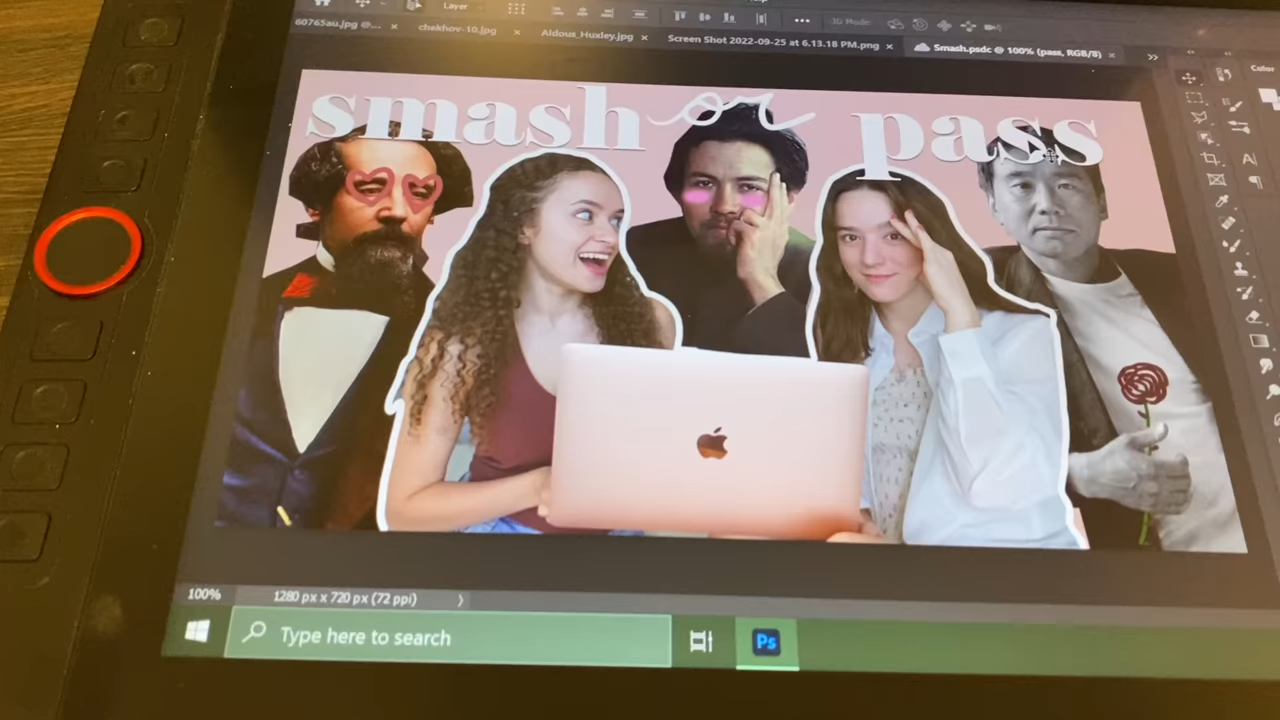 Layer
3D Mode:
60765au.jpg @... ×
chekhov-10.jpg ×
Aldous_Huxley.jpg ×
Screen Shot 2022-09-25 at 6.13.18 PM.png ×
Smash.psdc @ 100% (pass, RGB/8) ×
Color
smash or pass
100%
1280 px x 720 px (72 ppi)
Type here to search
Ps